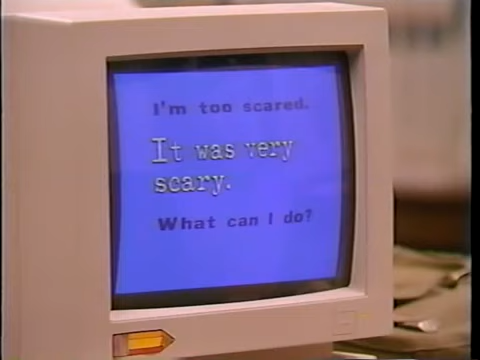 I'm too scared.
It was very
scary.
What can I do?